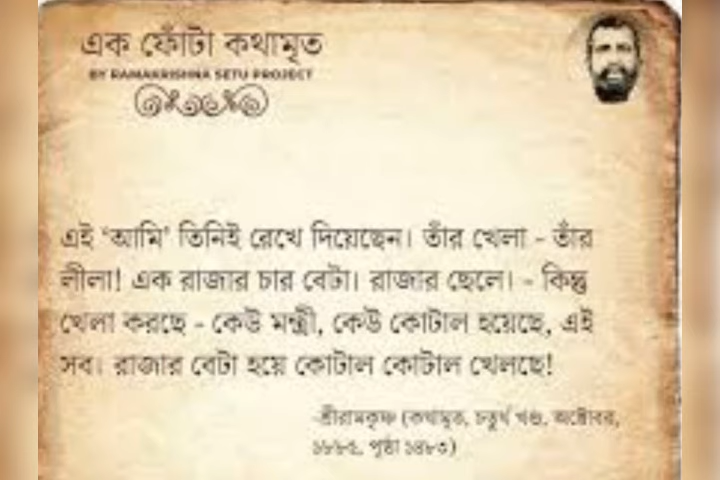 এক ফোঁটা কথামৃত
BY RAMAKRISHNA SETU PROJECT
এই ‘আমি’ তিনিই রেখে দিয়েছেন। তাঁর খেলা - তাঁর
লীলা! এক রাজার চার বেটা। রাজার ছেলে। - কিন্তু
খেলা করছে - কেউ মন্ত্রী, কেউ কোটাল হয়েছে, এই
সব। রাজার বেটা হয়ে কোটাল কোটাল খেলছে!
-শ্রীরামকৃষ্ণ (কথামৃত, চতুর্থ খণ্ড, অক্টোবর,
১৮৮৫, পৃষ্ঠা ১৪৮৩)